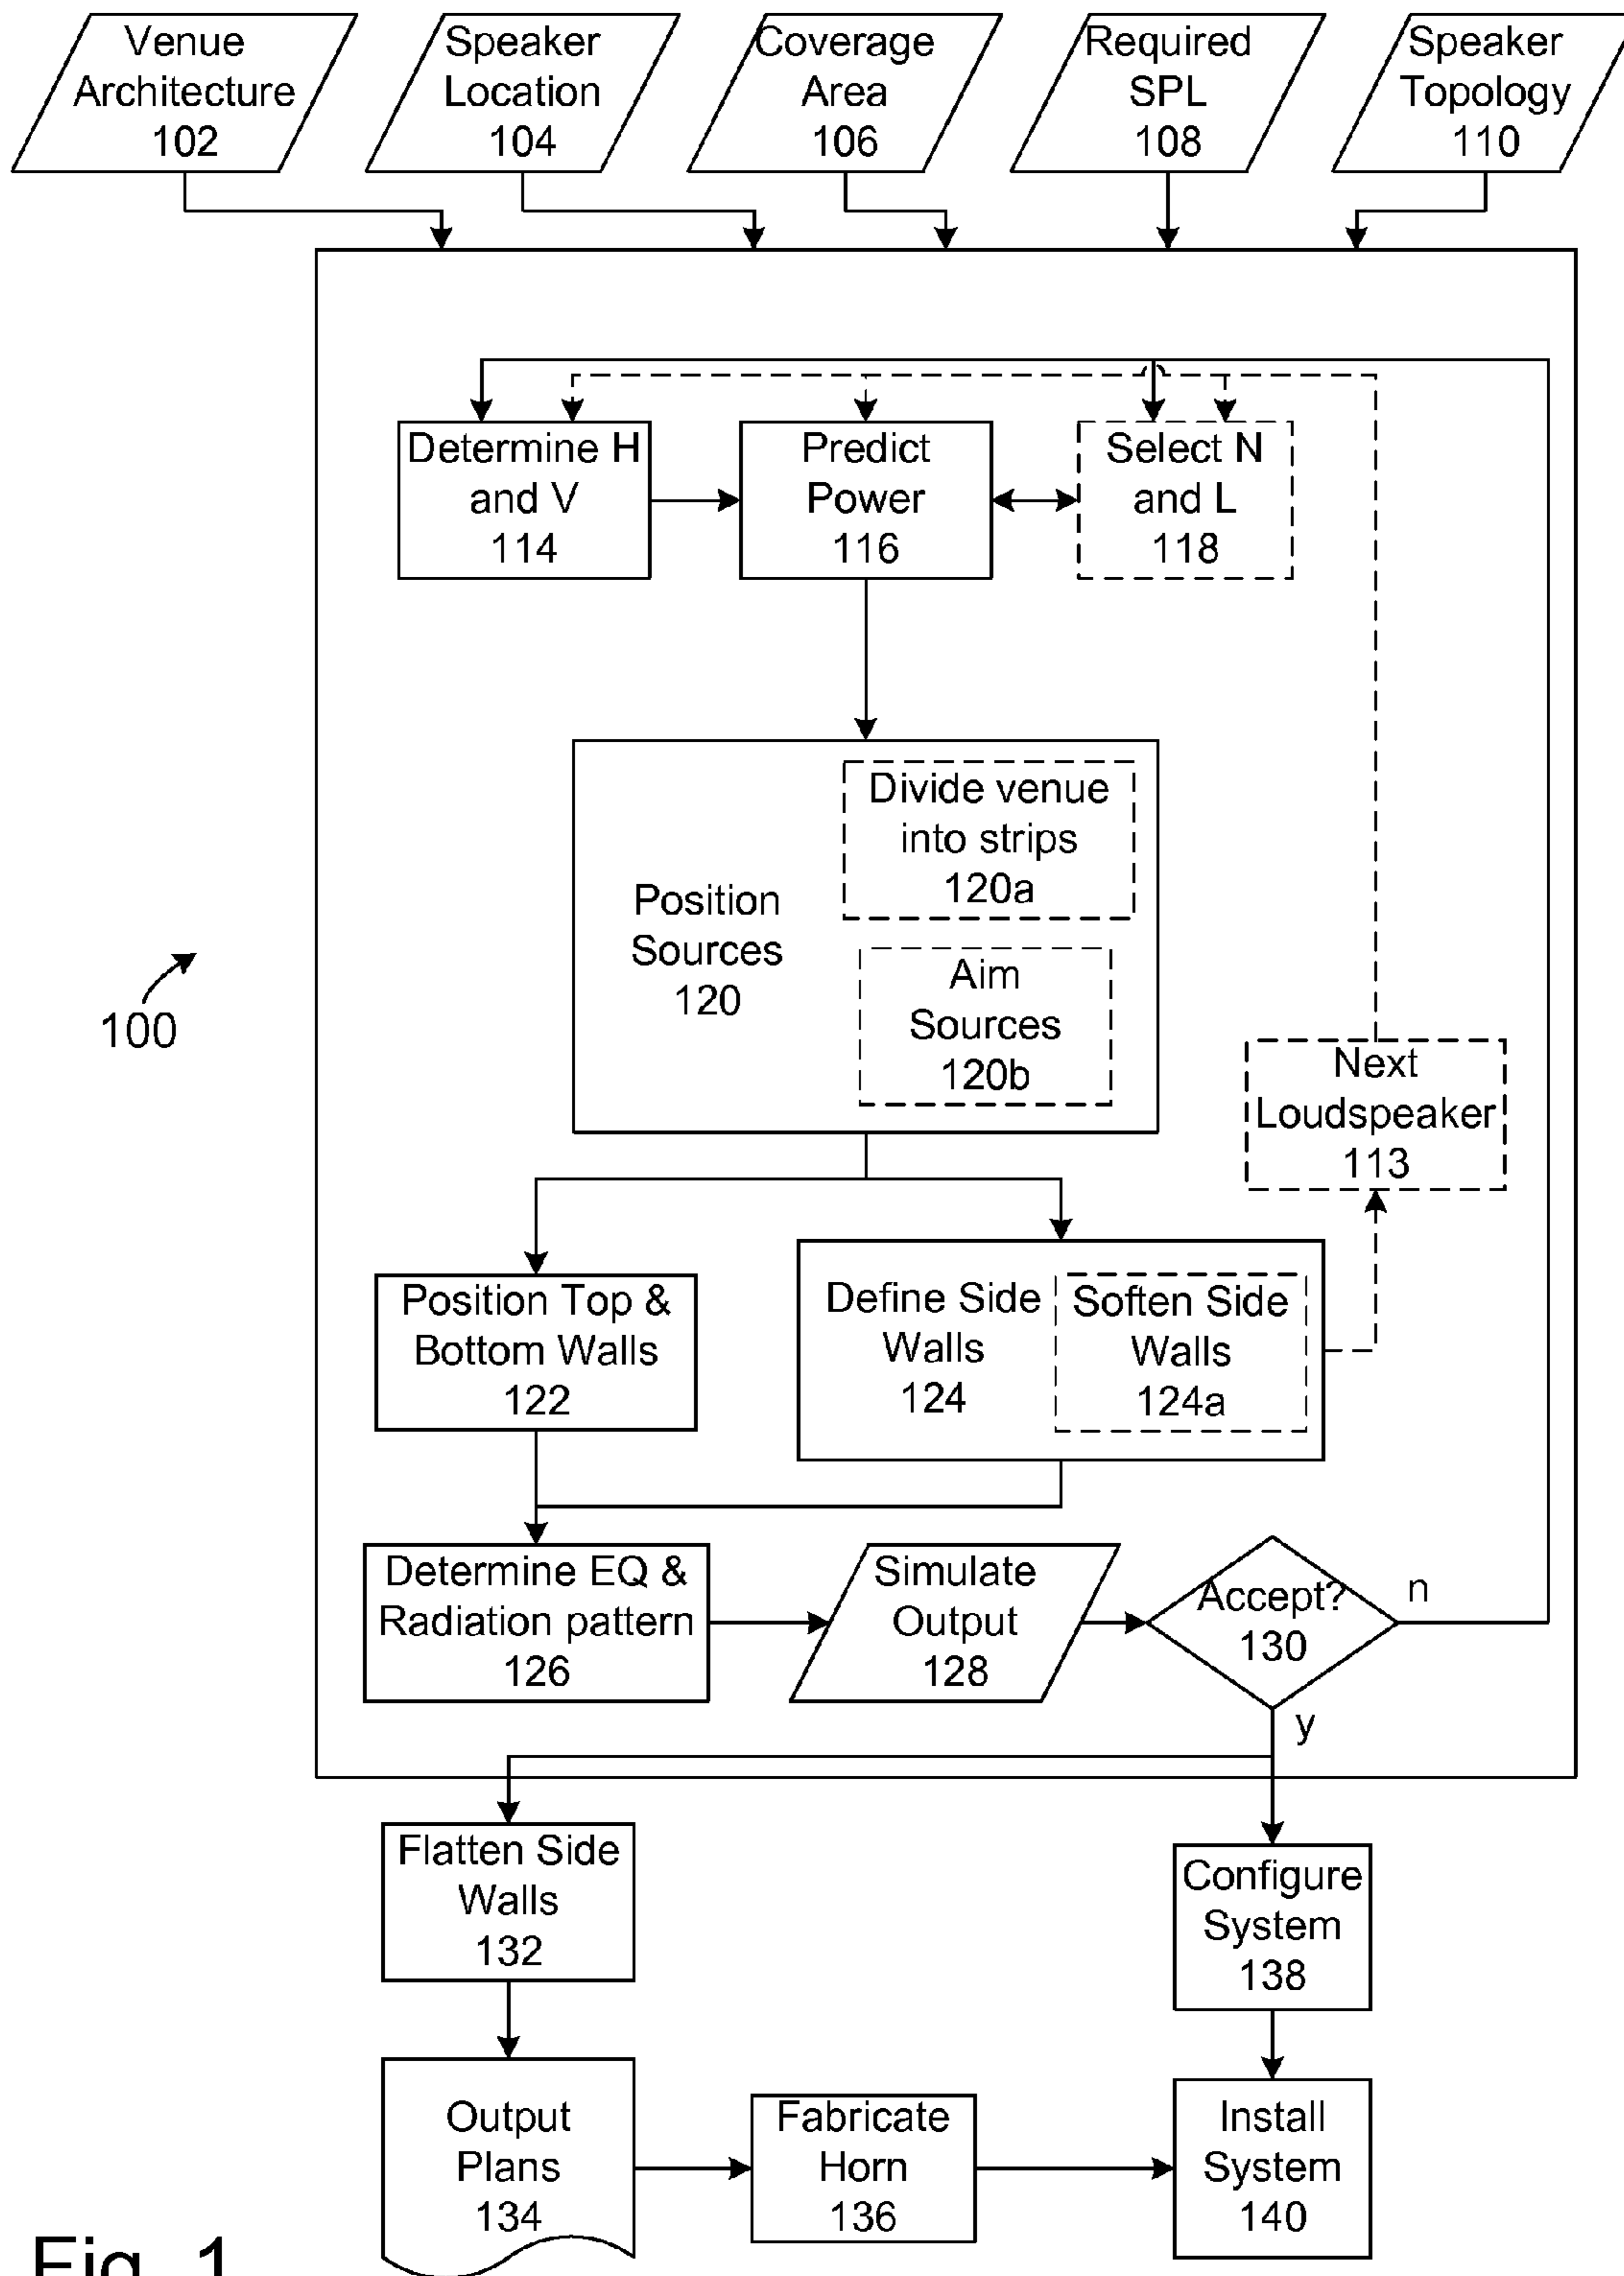 Venue
Architecture
102
Speaker
Location
104
Coverage
Area
106
Required
SPL
108
Speaker
Topology
110
Determine H
and V
114
Predict
Power
116
Select N
and L
118
Position
Sources
120
Divide venue
into strips
120a
Aim
Sources
120b
100
Next
Loudspeaker
113
Position Top &
Bottom Walls
122
Define Side
Walls
124
Soften Side
Walls
124a
Determine EQ &
Radiation pattern
126
Simulate
Output
128
Accept?
130
n
y
Flatten Side
Walls
132
Configure
System
138
Output
Plans
134
Fabricate
Horn
136
Install
System
140
Fig. 1